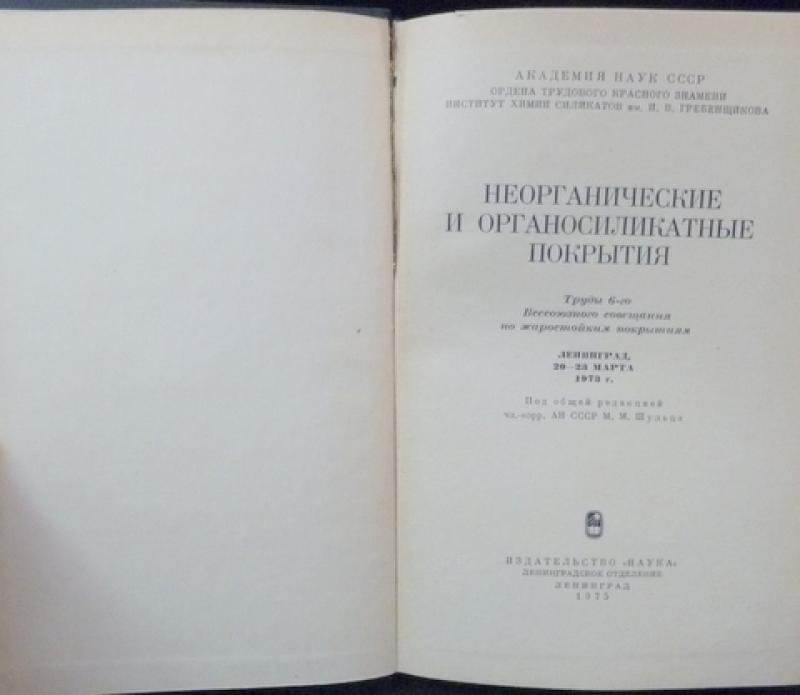 АКАДЕМИЯ НАУК СССР
ОРДЕНА ТРУДОВОГО КРАСНОГО ЗНАМЕНИ
ИНСТИТУТ ХИМИИ СИЛИКАТОВ им. И. В. ГРЕБЕНЩИКОВА
НЕОРГАНИЧЕСКИЕ
И ОРГАНОСИЛИКАТНЫЕ
ПОКРЫТИЯ
Труды 6-го
Всесоюзного совещания
по жаростойким покрытиям
ЛЕНИНГРАД,
20—23 МАРТА
1973 г.
Под общей редакцией
чл.-корр. АН СССР М. М. Шульца
ИЗДАТЕЛЬСТВО «НАУКА»
ЛЕНИНГРАДСКОЕ ОТДЕЛЕНИЕ
ЛЕНИНГРАД
1975